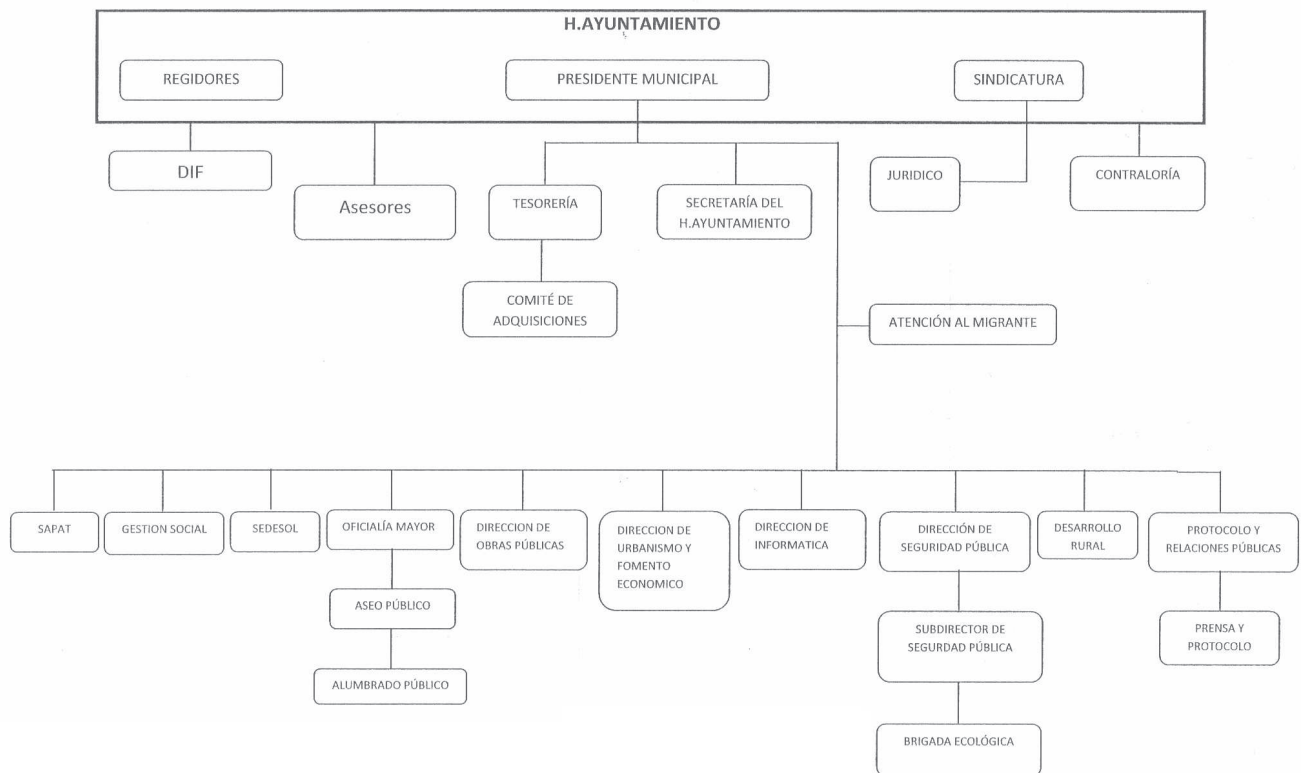 H.AYUNTAMIENTO
REGIDORES
PRESIDENTE MUNICIPAL
SINDICATURA
DIF
Asesores
TESORERÍA
SECRETARÍA DEL
H.AYUNTAMIENTO
JURIDICO
CONTRALORÍA
COMITÉ DE
ADQUISICIONES
ATENCIÓN AL MIGRANTE
SAPAT
GESTION SOCIAL
SEDESOL
OFICIALÍA MAYOR
DIRECCION DE
OBRAS PÚBLICAS
DIRECCION DE
URBANISMO Y
FOMENTO
ECONOMICO
DIRECCION DE
INFORMATICA
DIRECCIÓN DE
SEGURIDAD PÚBLICA
DESARROLLO
RURAL
PROTOCOLO Y
RELACIONES PÚBLICAS
ASEO PÚBLICO
SUBDIRECTOR DE
SEGURDAD PÚBLICA
PRENSA Y
PROTOCOLO
ALUMBRADO PÚBLICO
BRIGADA ECOLÓGICA